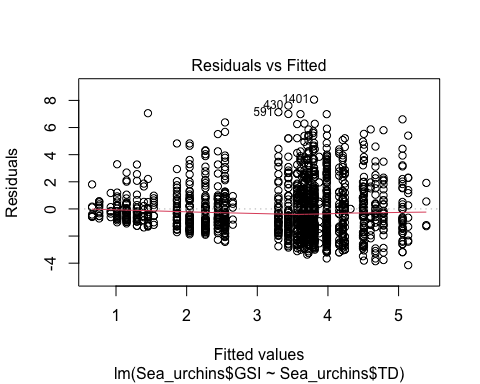 Residuals vs Fitted
1401
430
591
8
6
4
2
0
-4
Residuals
1 2 3 4 5
Fitted values
lm(Sea_urchins$GSI ~ Sea_urchins$TD)